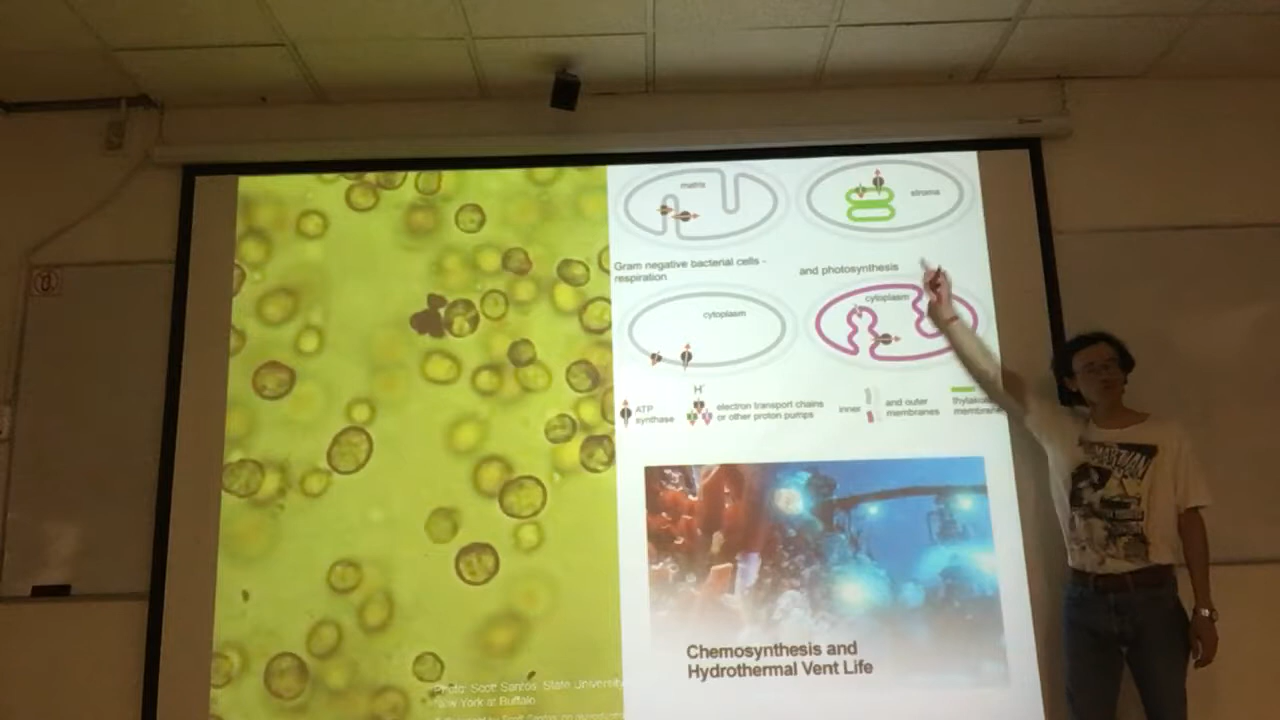 matrix
stroma
Gram negative bacterial cells -
respiration
and photosynthesis
cytoplasm
cytoplasm
ATP
synthase
H
electron transport chains
or other proton pumps
inner
and outer
membranes
thylakoid
membrane
Chemosynthesis and
Hydrothermal Vent Life
Photo: Scott Santos, State University
New York at Buffalo